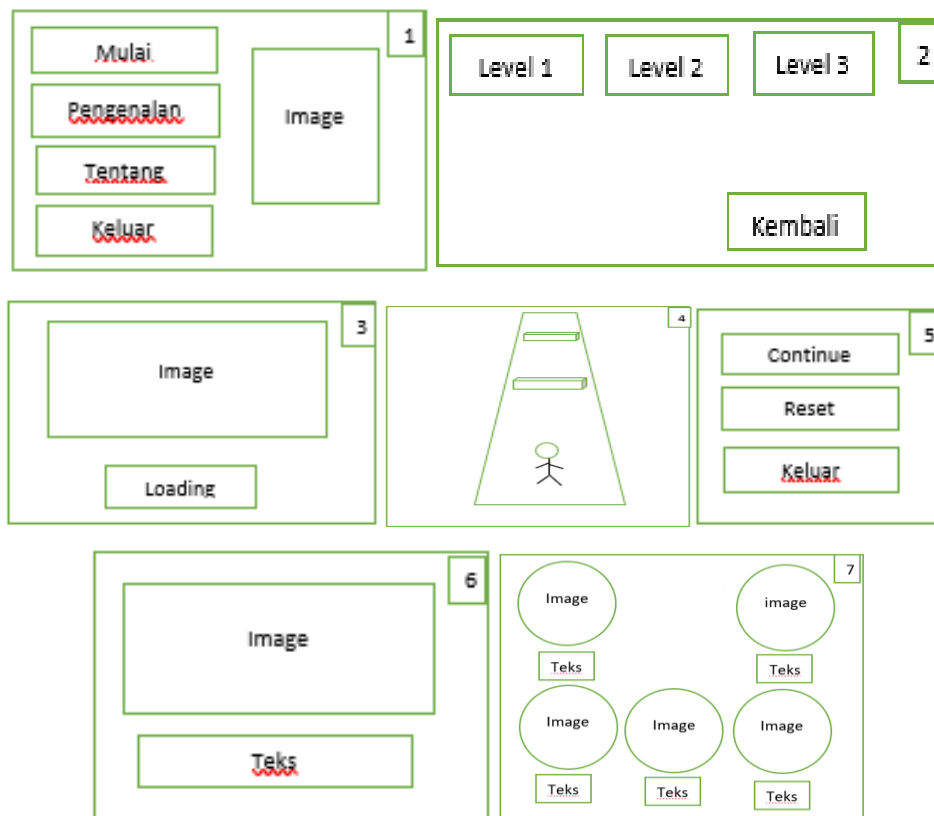 1
Mulai
Pengenalan
Image
Tentang
Keluar
Level 1
Level 2
Level 3
2
Kembali
3
Image
Loading
4
5
Continue
Reset
Keluar
6
Image
Teks
7
Image
image
Teks
Teks
Image
Image
Image
Teks
Teks
Teks